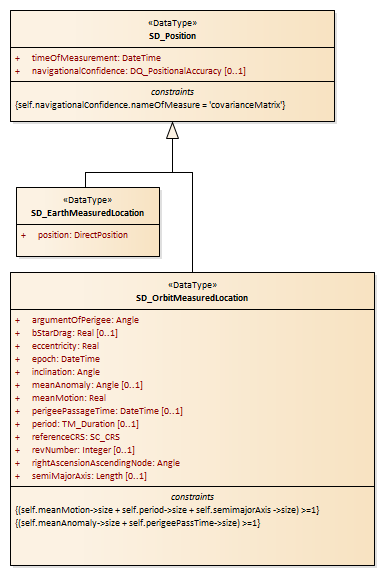 «DataType»
SD_Position
+ timeOfMeasurement: DateTime
+ navigationalConfidence: DQ_PositionalAccuracy [0..1]
constraints
{self.navigationalConfidence.nameOfMeasure = 'covarianceMatrix'}
«DataType»
SD_EarthMeasuredLocation
+ position: DirectPosition
«DataType»
SD_OrbitMeasuredLocation
+ argumentOfPerigee: Angle
+ bStarDrag: Real [0..1]
+ eccentricity: Real
+ epoch: DateTime
+ inclination: Angle
+ meanAnomaly: Angle [0..1]
+ meanMotion: Real
+ perigeePassageTime: DateTime [0..1]
+ period: TM_Duration [0..1]
+ referenceCRS: SC_CRS
+ revNumber: Integer [0..1]
+ rightAscensionAscendingNode: Angle
+ semiMajorAxis: Length [0..1]
constraints
{(self.meanMotion->size + self.period->size + self.semimajorAxis ->size) >=1}
{(self.meanAnomaly->size + self.perigeePassTime->size) >=1}